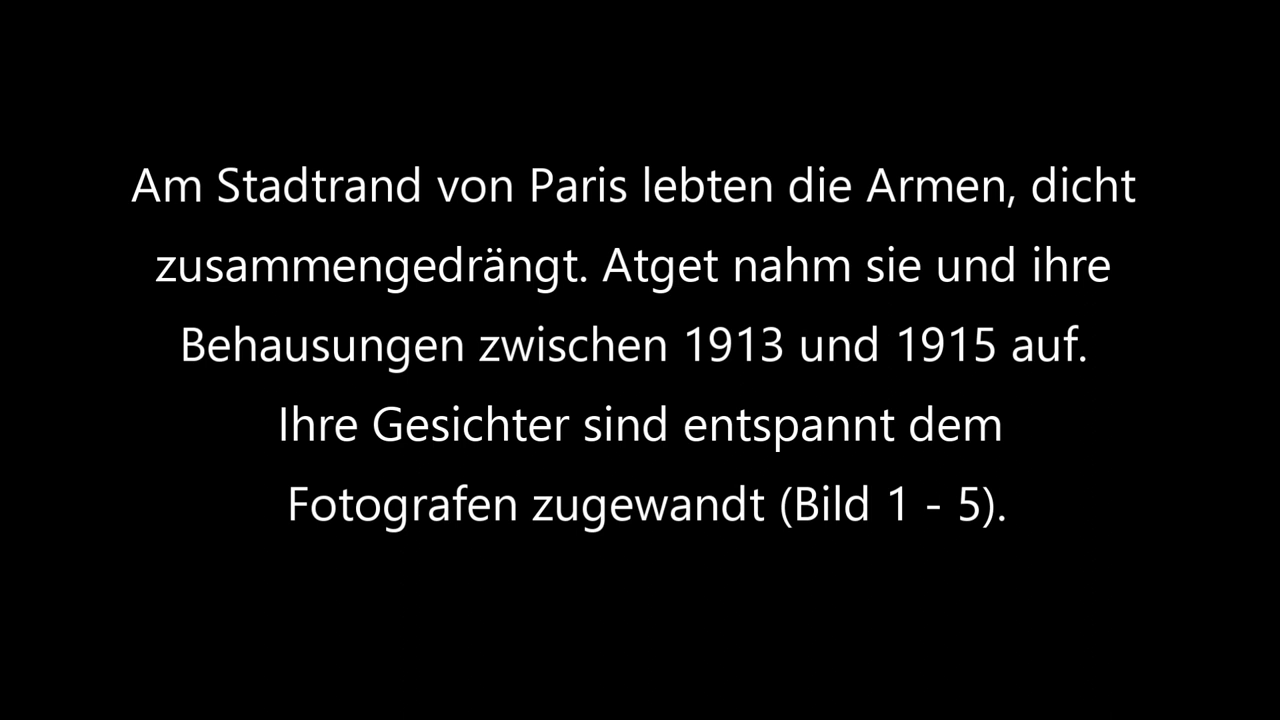 Am Stadtrand von Paris lebten die Armen, dicht
zusammengedrängt. Atget nahm sie und ihre
Behausungen zwischen 1913 und 1915 auf.
Ihre Gesichter sind entspannt dem
Fotografen zugewandt (Bild 1 - 5).